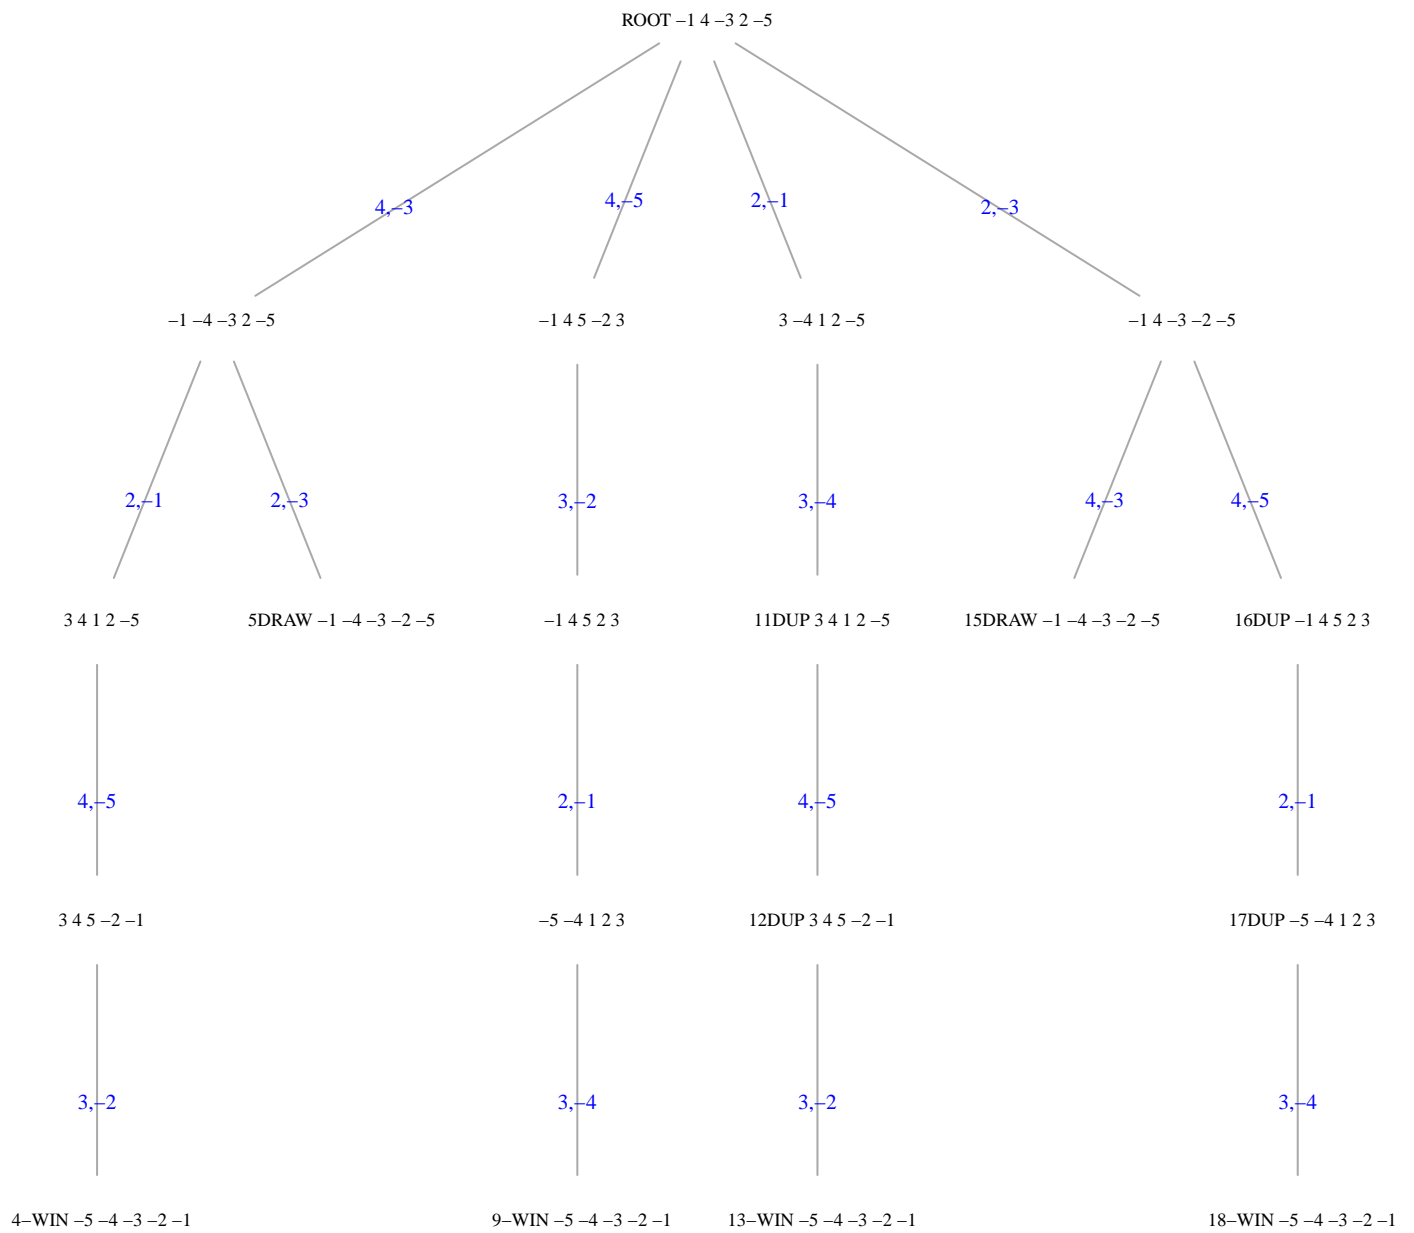 ROOT –1 4 –3 2 –5
4,–3
4,–5
2,–1
2,–3
–1 –4 –3 2 –5
–1 4 5 –2 3
3 –4 1 2 –5
–1 4 –3 –2 –5
2,–1
2,–3
3,–2
3,–4
4,–3
4,–5
3 4 1 2 –5
5DRAW –1 –4 –3 –2 –5
–1 4 5 2 3
11DUP 3 4 1 2 –5
15DRAW –1 –4 –3 –2 –5
16DUP –1 4 5 2 3
4,–5
2,–1
4,–5
2,–1
3 4 5 –2 –1
–5 –4 1 2 3
12DUP 3 4 5 –2 –1
17DUP –5 –4 1 2 3
3,–2
3,–4
3,–2
3,–4
4–WIN –5 –4 –3 –2 –1
9–WIN –5 –4 –3 –2 –1
13–WIN –5 –4 –3 –2 –1
18–WIN –5 –4 –3 –2 –1